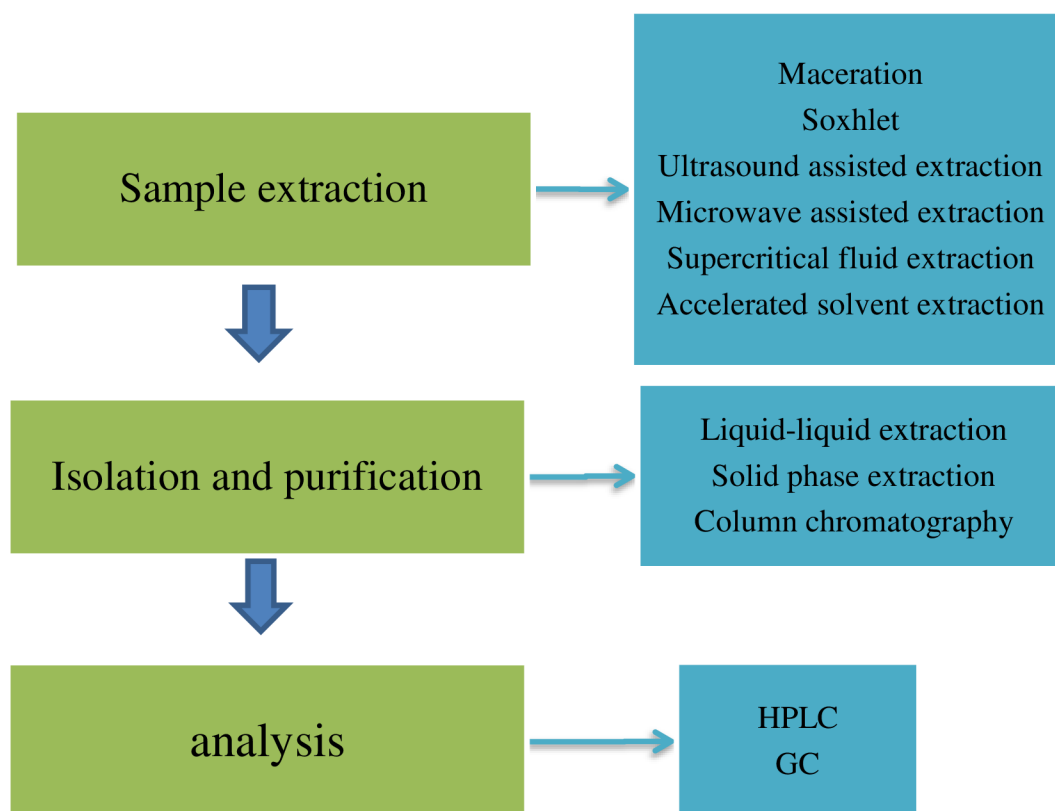 Sample extraction
Maceration
Soxhlet
Ultrasound assisted extraction
Microwave assisted extraction
Supercritical fluid extraction
Accelerated solvent extraction
Isolation and purification
Liquid-liquid extraction
Solid phase extraction
Column chromatography
analysis
HPLC
GC